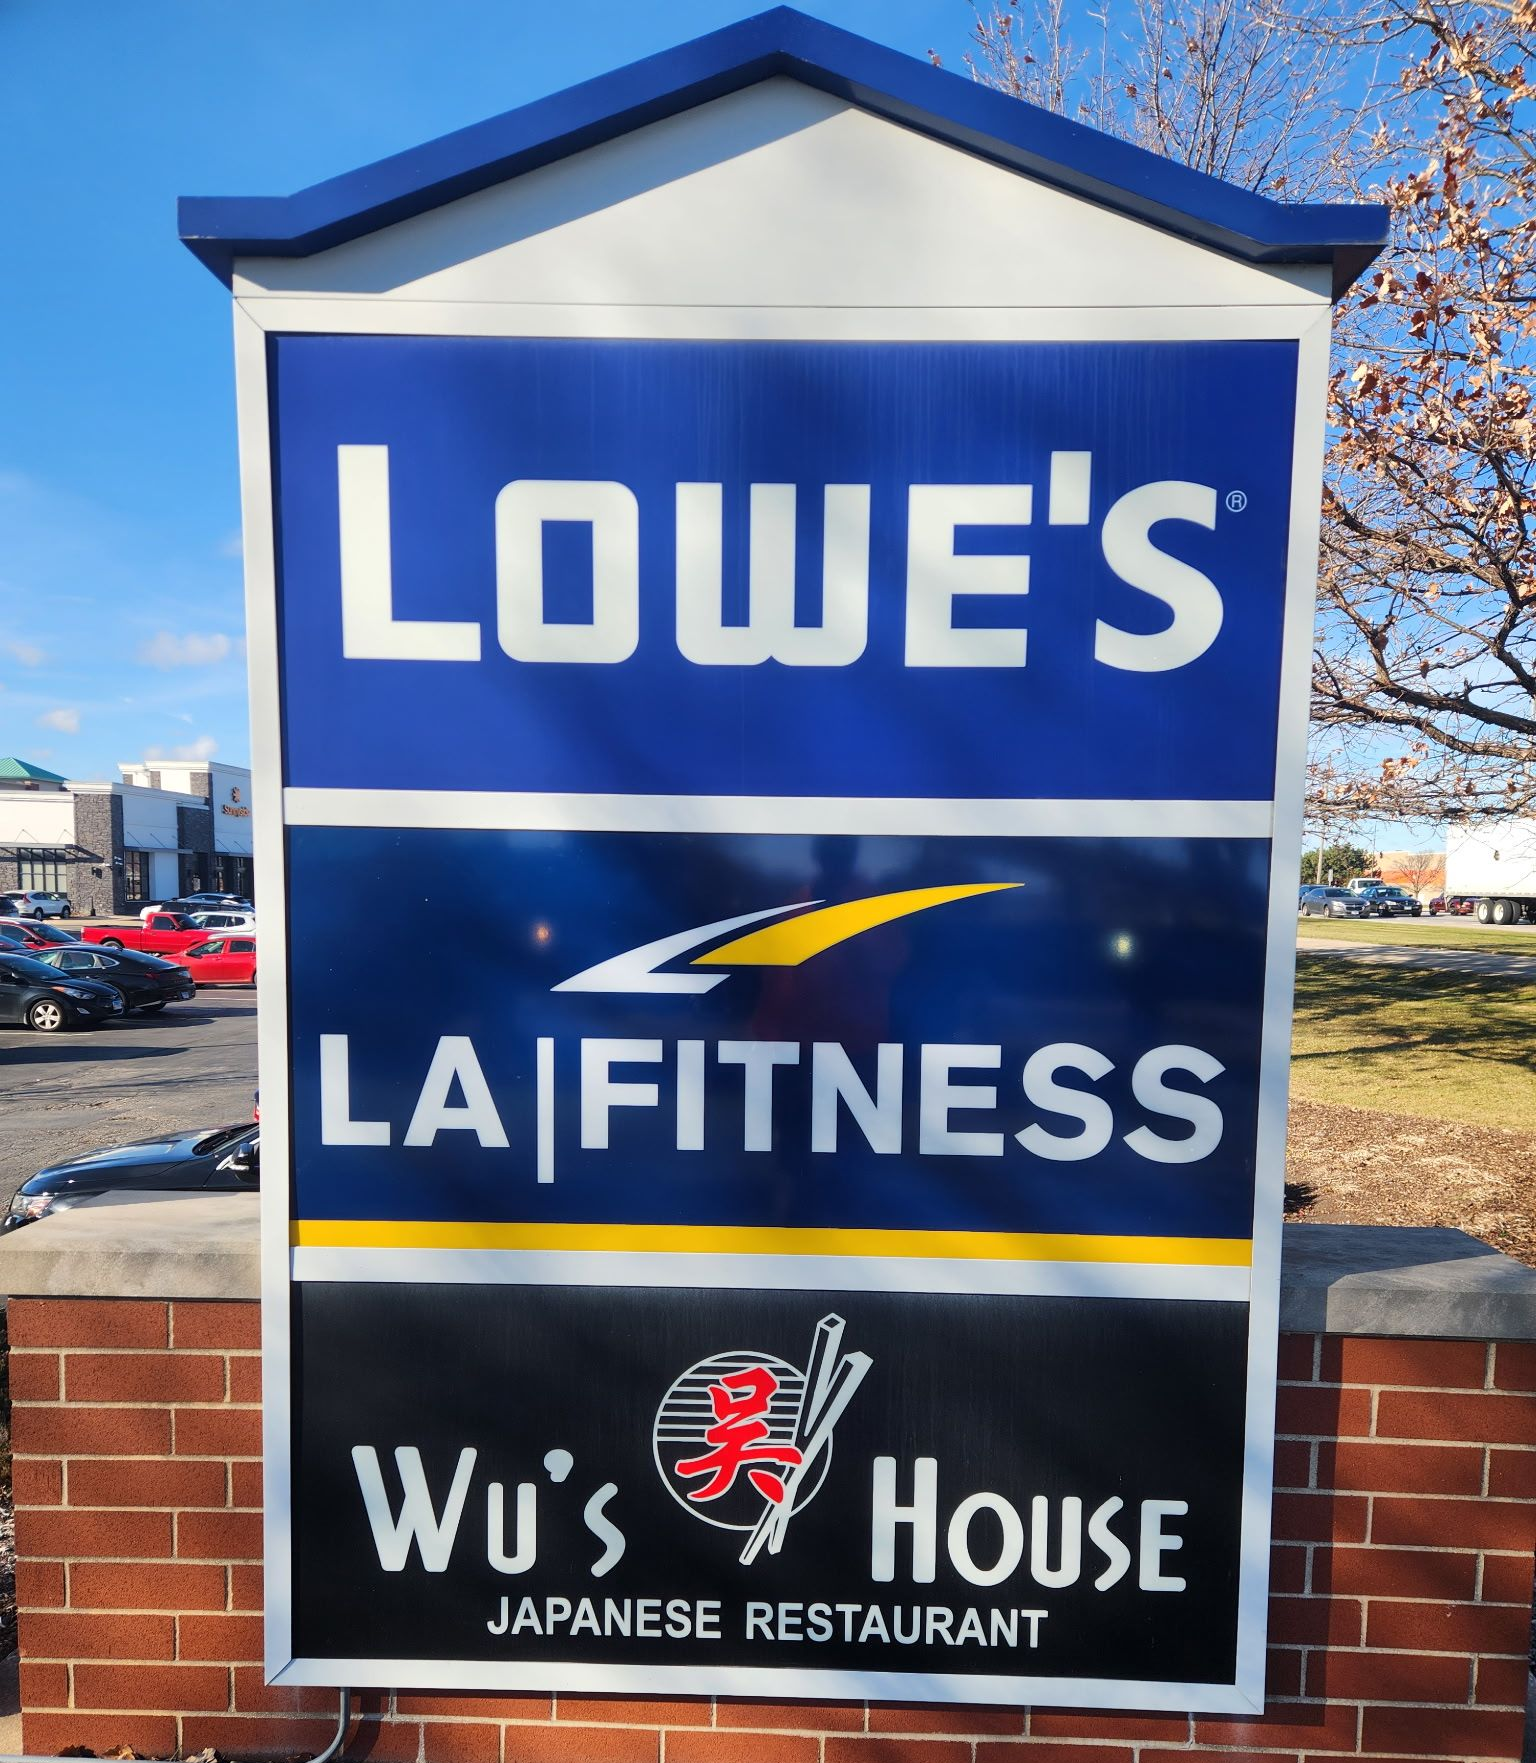 LOWE'S®
LA|FITNESS
吴
WU'S HOUSE
JAPANESE RESTAURANT